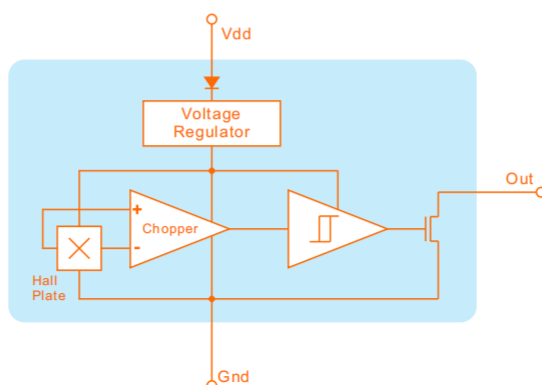 Vdd
Voltage
Regulator
Out
+
Chopper
-
Hall
Plate
Gnd